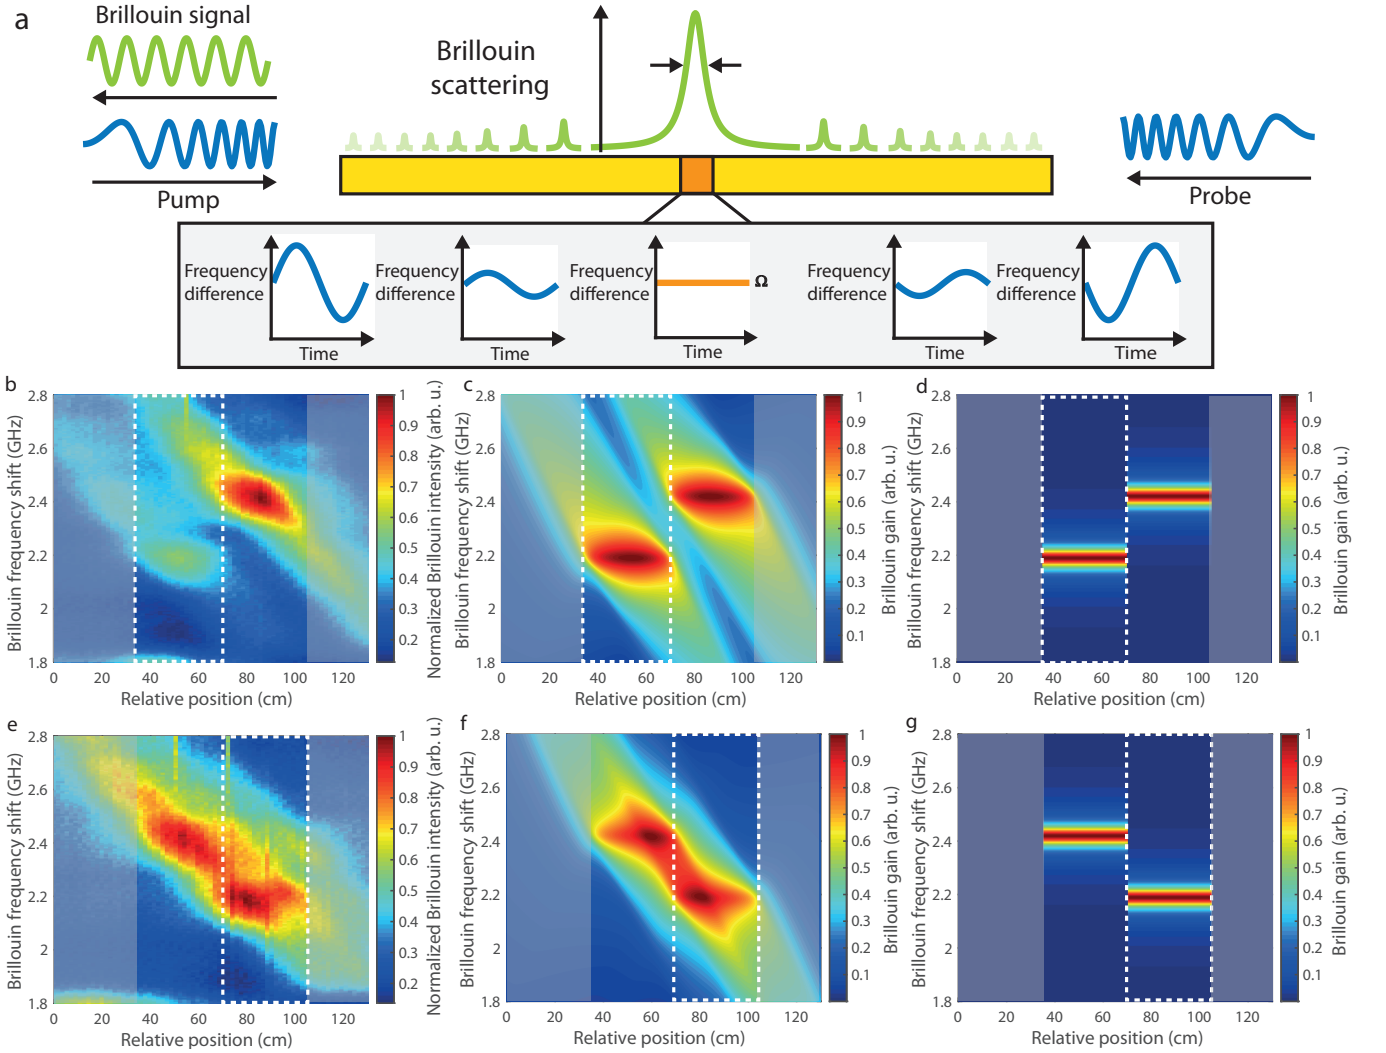 a
Brillouin signal
Brillouin
scattering
Pump
Probe
Frequency
difference
Time
Frequency
difference
Time
Frequency
difference
Ω
Time
Frequency
difference
Time
Frequency
difference
Time
b
Brillouin frequency shift (GHz)
2.8
2.6
2.4
2.2
2
1.8
0 20 40 60 80 100 120
Relative position (cm)
1
0.9
0.8
0.7
0.6
0.5
0.4
0.3
0.2
Normalized Brillouin intensity (arb. u.)
c
Brillouin frequency shift (GHz)
2.8
2.6
2.4
2.2
2
1.8
0 20 40 60 80 100 120
Relative position (cm)
1
0.9
0.8
0.7
0.6
0.5
0.4
0.3
0.2
0.1
Brillouin gain (arb. u.)
d
Brillouin frequency shift (GHz)
2.8
2.6
2.4
2.2
2
1.8
0 20 40 60 80 100 120
Relative position (cm)
1
0.9
0.8
0.7
0.6
0.5
0.4
0.3
0.2
0.1
Brillouin gain (arb. u.)
e
Brillouin frequency shift (GHz)
2.8
2.6
2.4
2.2
2
1.8
0 20 40 60 80 100 120
Relative position (cm)
1
0.9
0.8
0.7
0.6
0.5
0.4
0.3
0.2
Normalized Brillouin intensity (arb. u.)
f
Brillouin frequency shift (GHz)
2.8
2.6
2.4
2.2
2
1.8
0 20 40 60 80 100 120
Relative position (cm)
1
0.9
0.8
0.7
0.6
0.5
0.4
0.3
0.2
0.1
Brillouin gain (arb. u.)
g
Brillouin frequency shift (GHz)
2.8
2.6
2.4
2.2
2
1.8
0 20 40 60 80 100 120
Relative position (cm)
1
0.9
0.8
0.7
0.6
0.5
0.4
0.3
0.2
0.1
Brillouin gain (arb. u.)